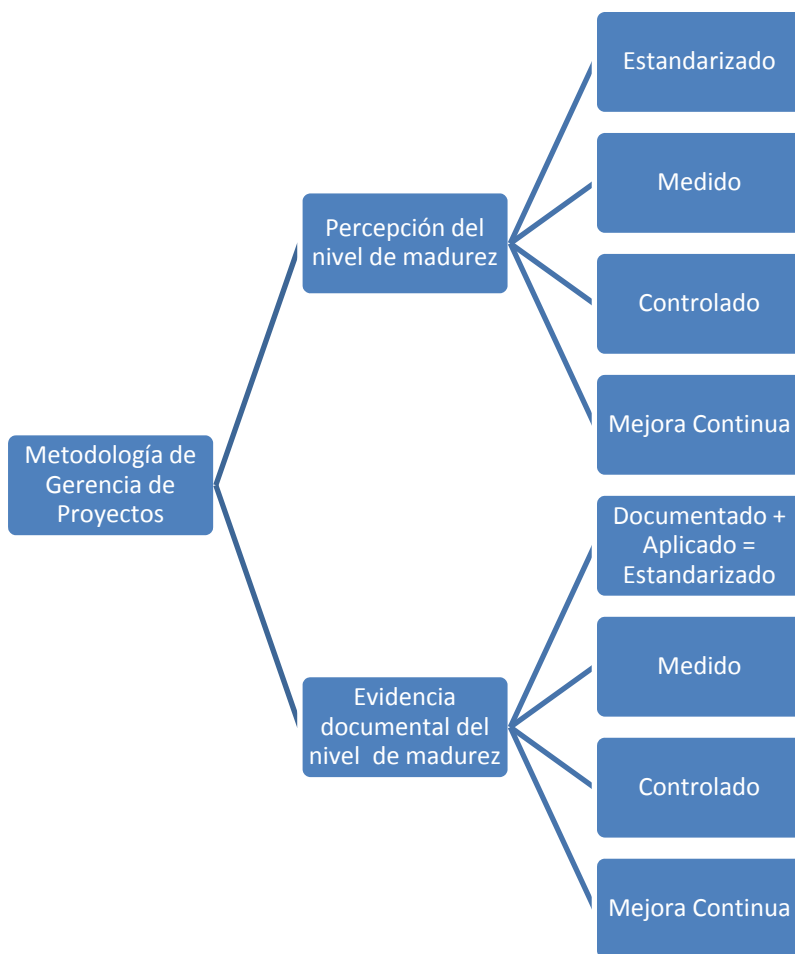 Estandarizado
Medido
Percepción del
nivel de madurez
Controlado
Mejora Continua
Metodología de
Gerencia de
Proyectos
Documentado +
Aplicado =
Estandarizado
Medido
Evidencia
documental del
nivel de madurez
Controlado
Mejora Continua